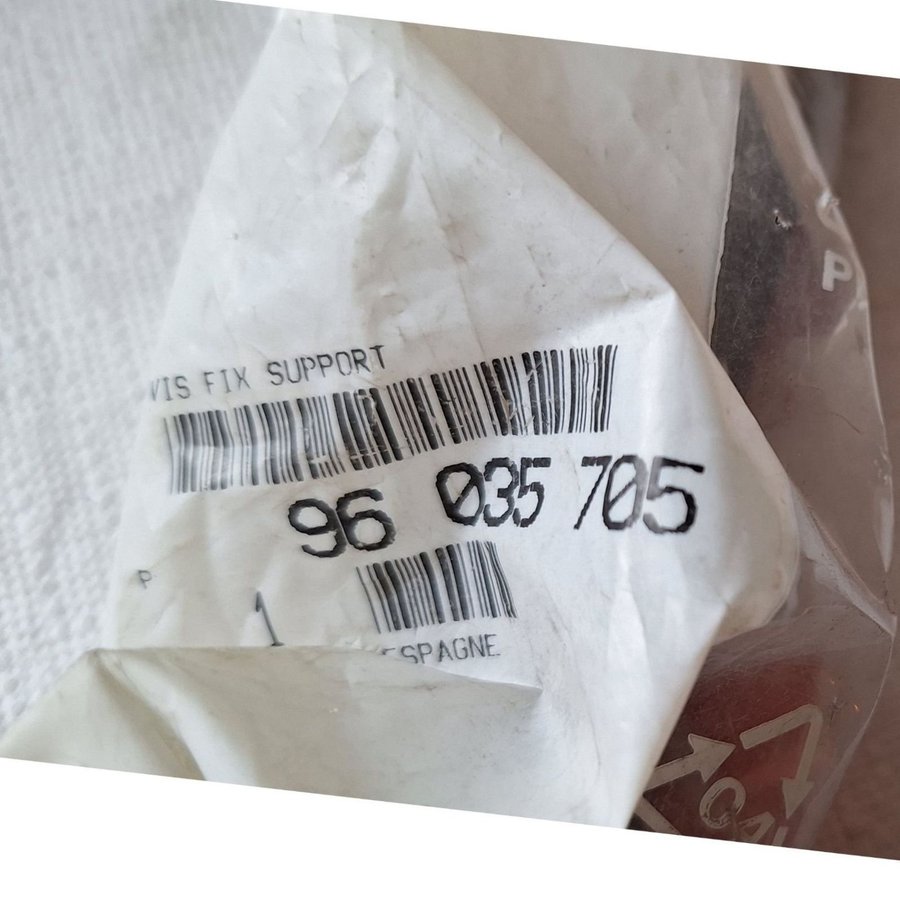 VIS FIX SUPPORT
96 035 705
P
1
ESPAGNE
P